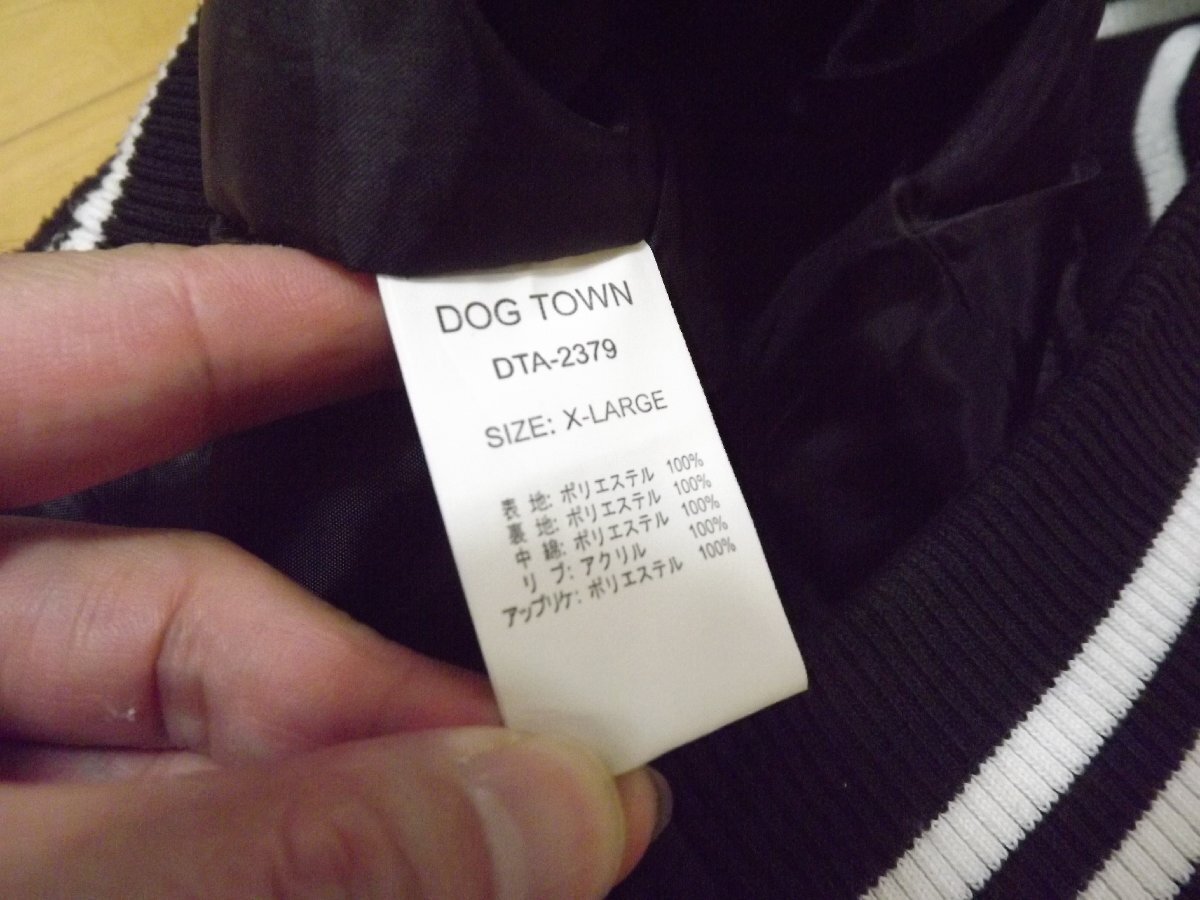 DOG TOWN
DTA-2379
SIZE: X-LARGE
表 地: ポリエステル 100%
裏 地: ポリエステル 100%
中 綿: ポリエステル 100%
リ ブ: アクリル 100%
アップリケ: ポリエステル 100%